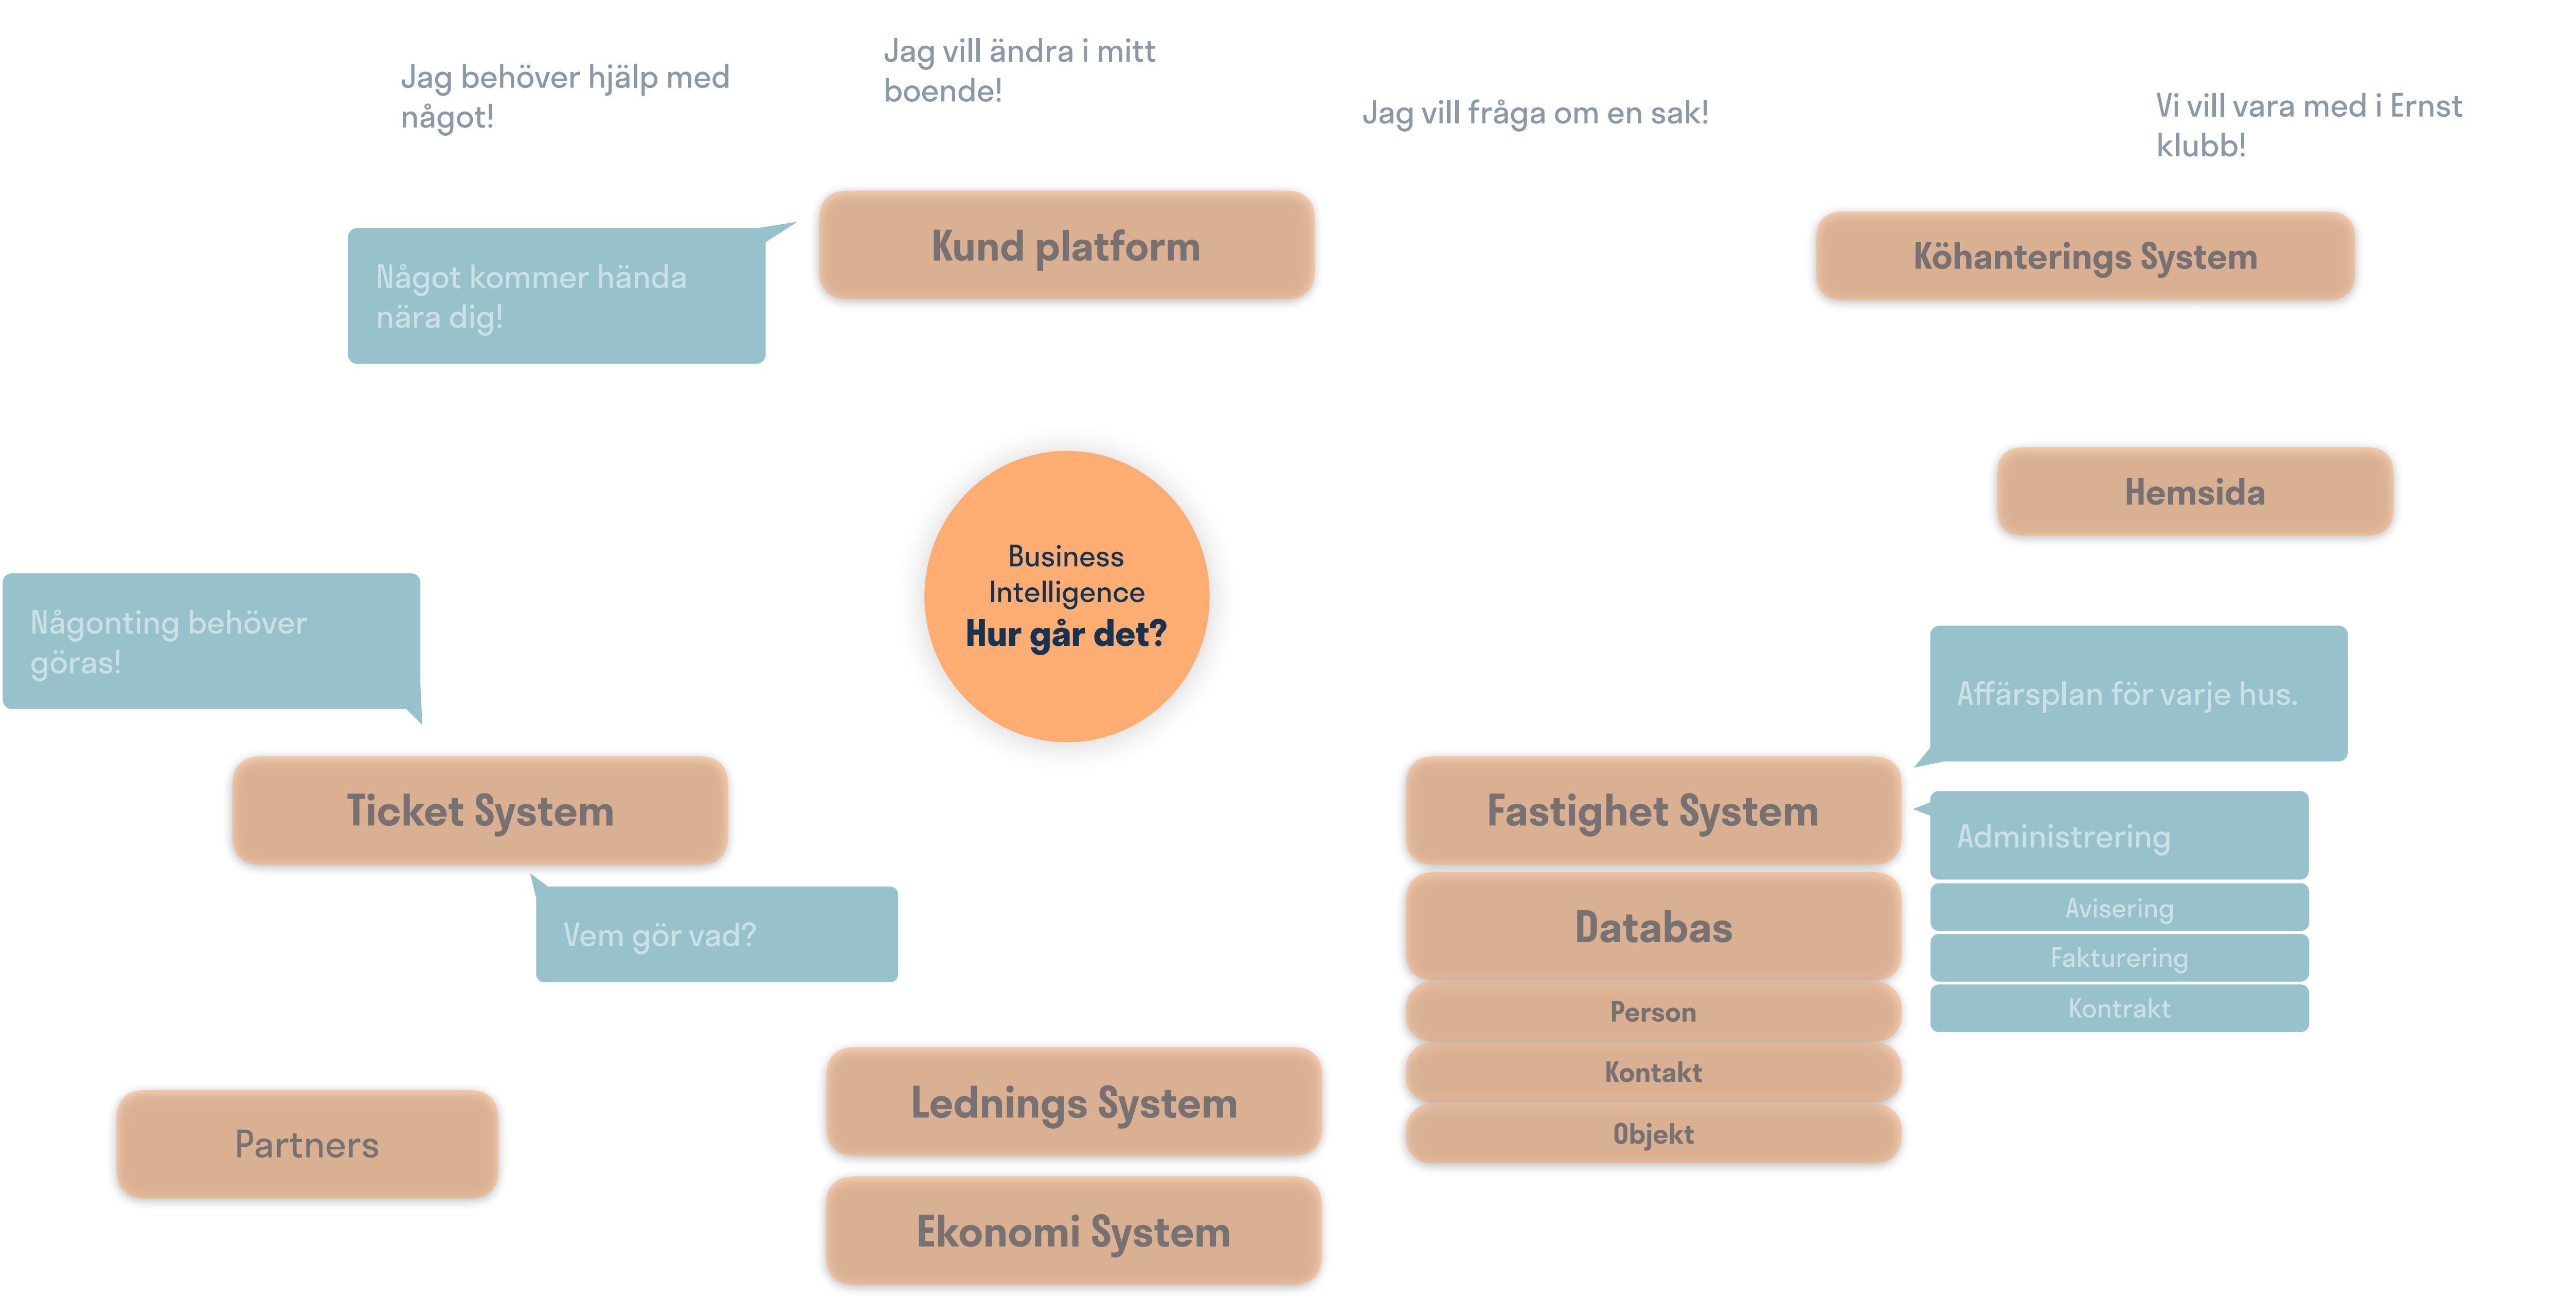 Jag behöver hjälp med
något!
Jag vill ändra i mitt
boende!
Jag vill fråga om en sak!
Vi vill vara med i Ernst
klubb!
Kund platform
Köhanterings System
Något kommer hända
nära dig!
Hemsida
Business
Intelligence
Hur går det?
Någonting behöver
göras!
Affärsplan för varje hus.
Ticket System
Fastighet System
Administrering
Vem gör vad?
Databas
Avisering
Fakturering
Kontrakt
Person
Kontakt
Objekt
Lednings System
Partners
Ekonomi System